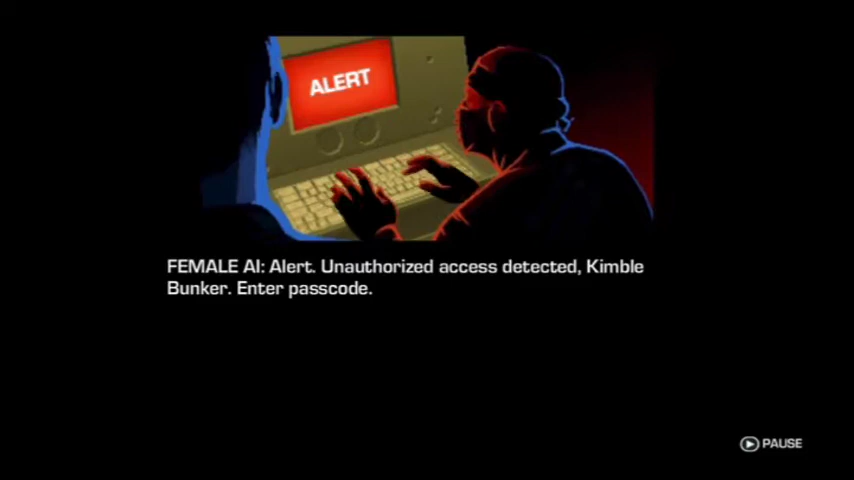 ALERT
FEMALE AI: Alert. Unauthorized access detected, Kimble
Bunker. Enter passcode.
PAUSE